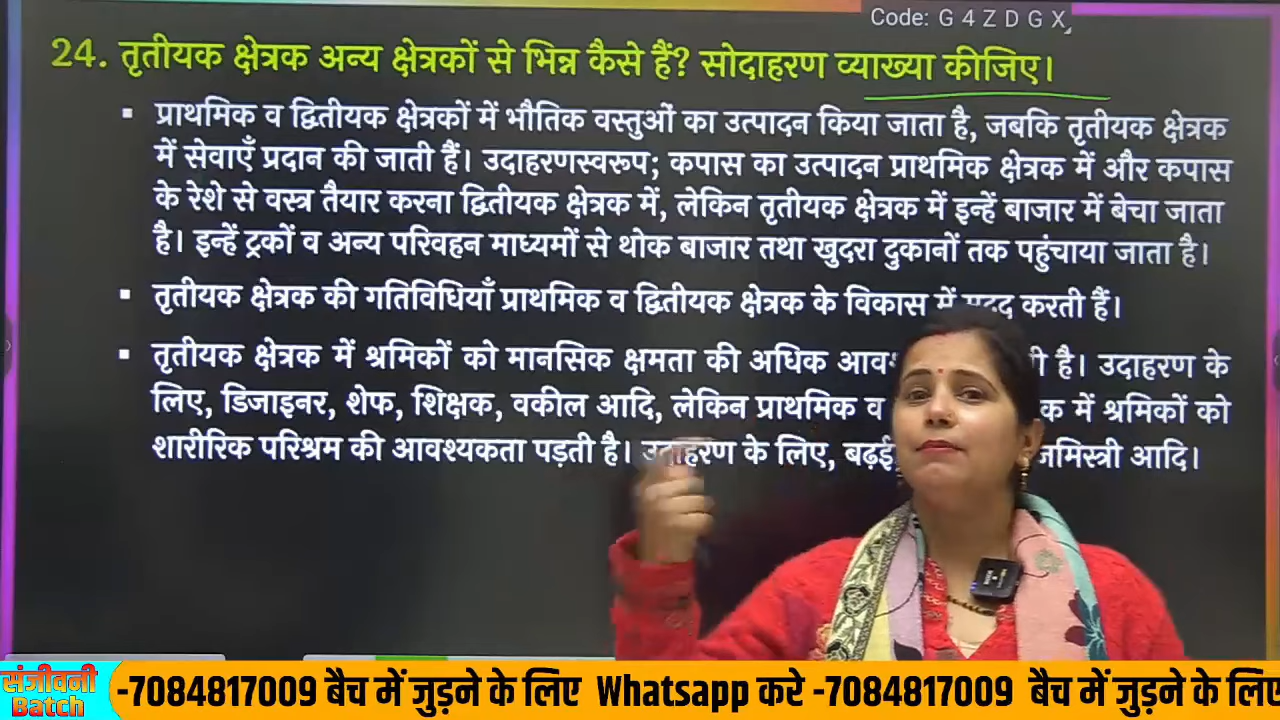 Code: G 4 Z D G X
24. तृतीयक क्षेत्रक अन्य क्षेत्रकों से भिन्न कैसे हैं? सोदाहरण व्याख्या कीजिए।
▪ प्राथमिक व द्वितीयक क्षेत्रकों में भौतिक वस्तुओं का उत्पादन किया जाता है, जबकि तृतीयक क्षेत्रक
में सेवाएँ प्रदान की जाती हैं। उदाहरणस्वरूप; कपास का उत्पादन प्राथमिक क्षेत्रक में और कपास
के रेशे से वस्त्र तैयार करना द्वितीयक क्षेत्रक में, लेकिन तृतीयक क्षेत्रक में इन्हें बाजार में बेचा जाता
है। इन्हें ट्रकों व अन्य परिवहन माध्यमों से थोक बाजार तथा खुदरा दुकानों तक पहुंचाया जाता है।
▪ तृतीयक क्षेत्रक की गतिविधियाँ प्राथमिक व द्वितीयक क्षेत्रक के विकास में मदद करती हैं।
▪ तृतीयक क्षेत्रक में श्रमिकों को मानसिक क्षमता की अधिक है। उदाहरण के
लिए, डिजाइनर, शेफ, शिक्षक, वकील आदि, लेकिन प्राथमिक व में श्रमिकों को
शारीरिक परिश्रम की आवश्यकता पड़ती है। उदाहरण के लिए, बढ़ई, आदि।
संजीवनी
Batch
-7084817009 बैच में जुड़ने के लिए Whatsapp करे -7084817009 बैच में जुड़ने के लिए